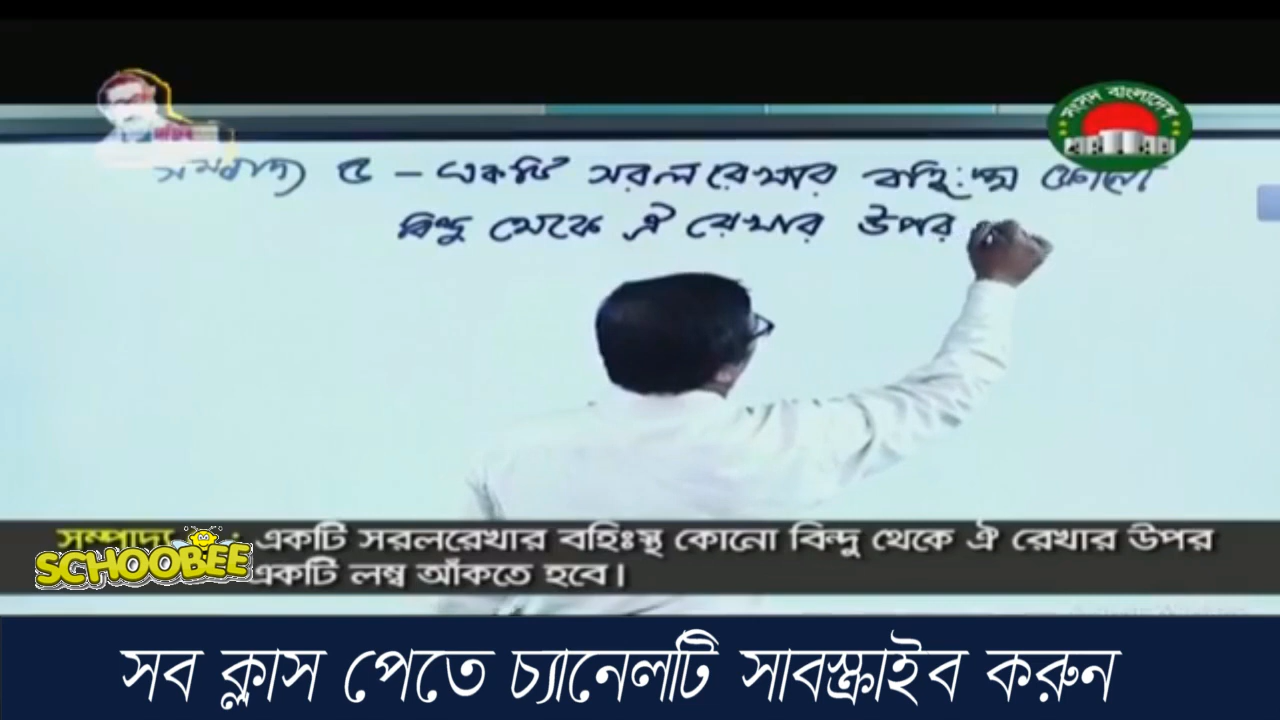 সংসদ বাংলাদেশ
সম্পাদ্য ৫ – একটি সরলরেখার বহিঃস্থ কোনো
বিন্দু থেকে ঐ রেখার উপর
সম্পাদ্য : একটি সরলরেখার বহিঃস্থ কোনো বিন্দু থেকে ঐ রেখার উপর
SCHOOBEE
একটি লম্ব আঁকতে হবে।
সব ক্লাস পেতে চ্যানেলটি সাবস্ক্রাইব করুন